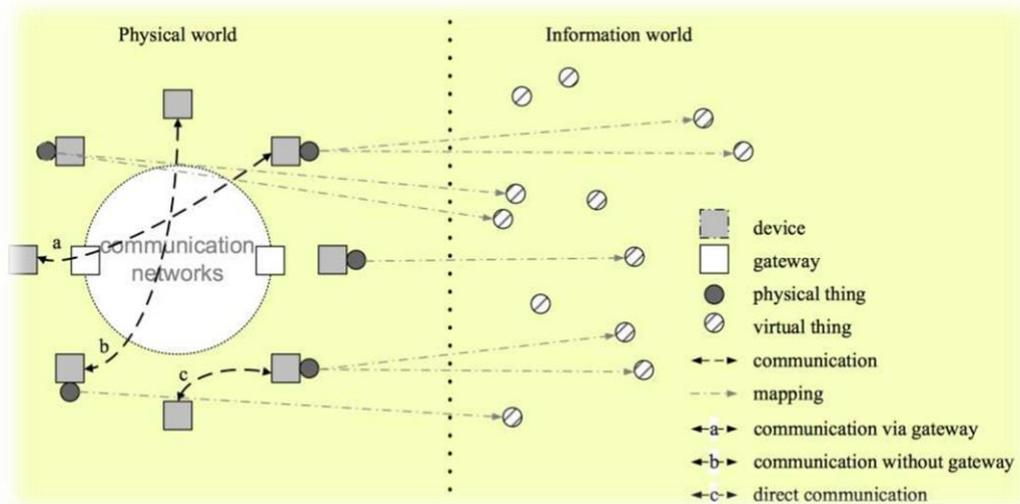 Physical world
Information world
a
communication
networks
b
c
device
gateway
physical thing
virtual thing
communication
mapping
a communication via gateway
b communication without gateway
c direct communication